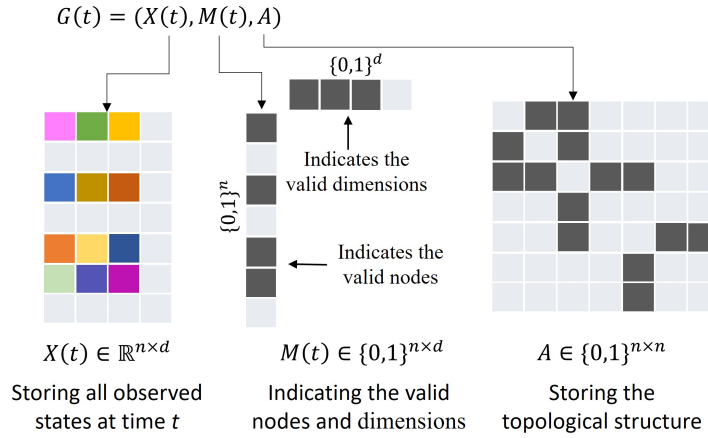 G(t) = (X(t), M(t), A)
{0,1}^d
Indicates the
valid dimensions
{0,1}^n
Indicates the
valid nodes
X(t) ∈ ℝ^{n×d}
Storing all observed
states at time t
M(t) ∈ {0,1}^{n×d}
Indicating the valid
nodes and dimensions
A ∈ {0,1}^{n×n}
Storing the
topological structure